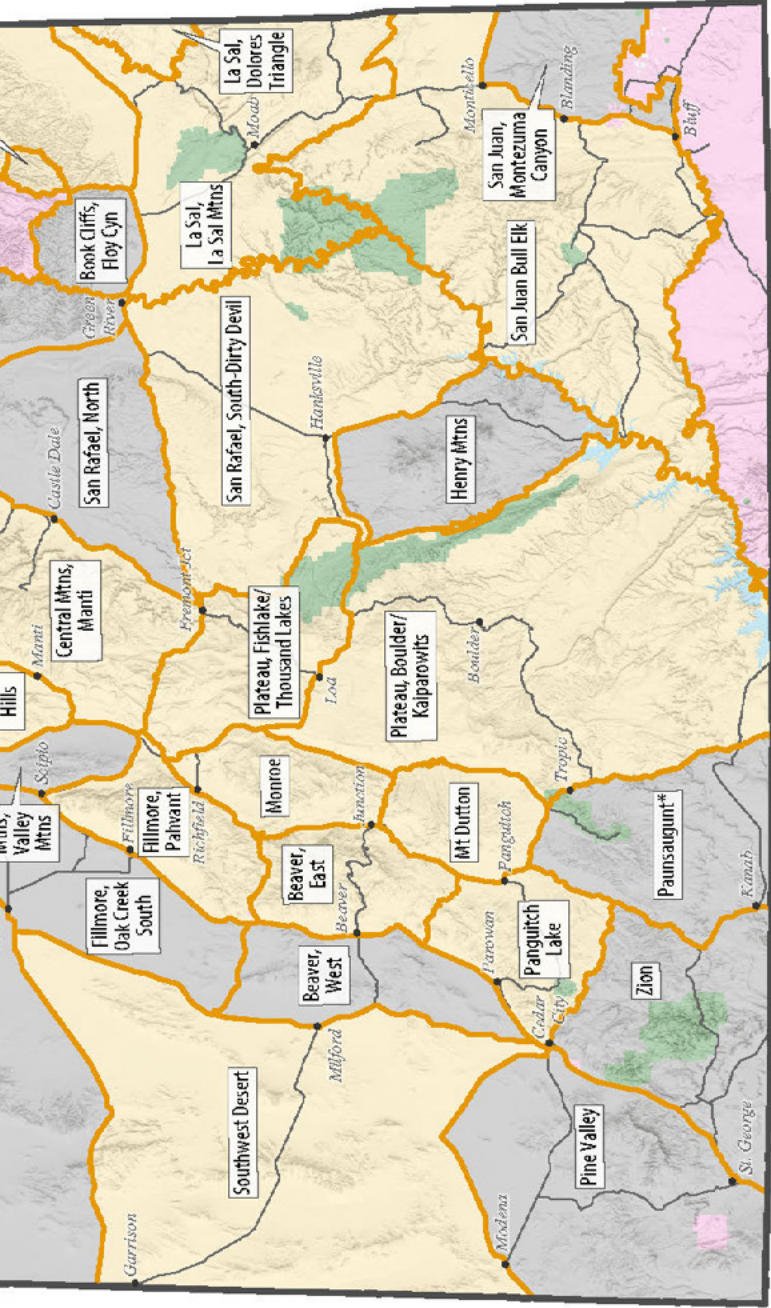 Garrison
Southwest Desert
Milford
Modena
Pine Valley
St. George
Fillmore,
Oak Creek
South
Beaver,
West
Beaver
Cedar
City
Parowan
Panguitch
Lake
Zion
Kanab
Valley
Mtns
Scipio
Fillmore
Fillmore,
Pahvant
Richfield
Beaver,
East
Monroe
Junction
Mt Dutton
Panguitch
Tropic
Paunsaugunt*
Hills
Manti
Central Mtns,
Manti
Fremont Jct
Plateau, Fishlake/
Thousand Lakes
Loa
Plateau, Boulder/
Kaiparowits
Boulder
Castle Dale
San Rafael, North
Green
River
San Rafael, South-Dirty Devil
Hanksville
Henry Mtns
Book Cliffs,
Floy Cyn
La Sal,
La Sal Mtns
Moab
La Sal,
Dolores
Triangle
San Juan Bull Elk
Monticello
San Juan,
Montezuma
Canyon
Blanding
Bluff